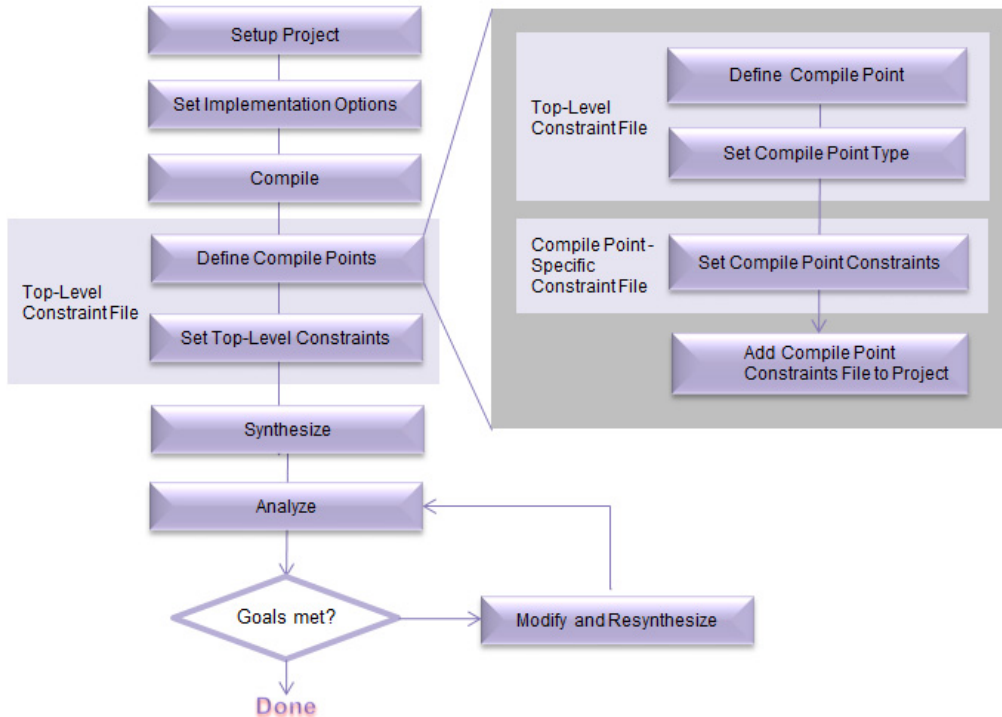 Setup Project
Set Implementation Options
Compile
Top-Level
Constraint File
Define Compile Points
Set Top-Level Constraints
Synthesize
Analyze
Goals met?
Modify and Resynthesize
Done
Top-Level
Constraint File
Define Compile Point
Set Compile Point Type
Compile Point -
Specific
Constraint File
Set Compile Point Constraints
Add Compile Point
Constraints File to Project